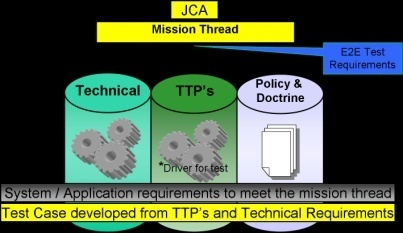 JCA
Mission Thread
E2E Test
Requirements
Technical
TTP's
Policy &
Doctrine
*Driver for test
System / Application requirements to meet the mission thread
Test Case developed from TTP's and Technical Requirements